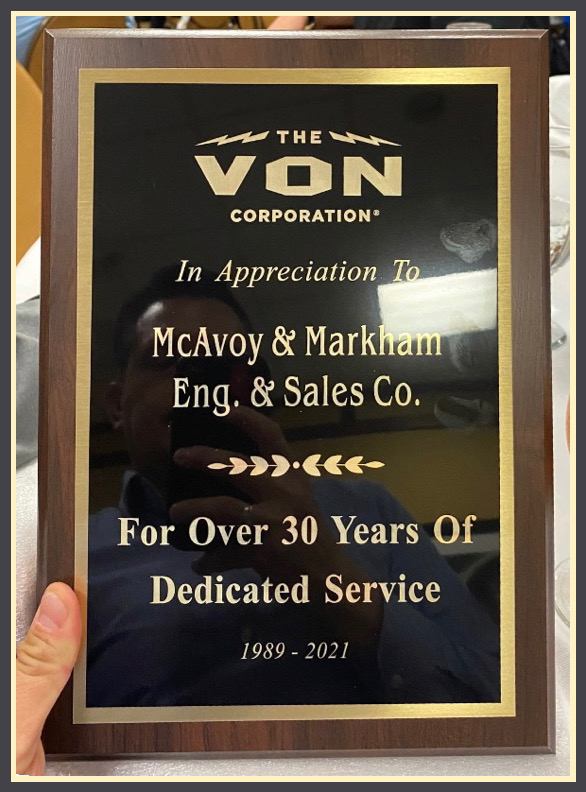 THE
VON
CORPORATION®
In Appreciation To
McAvoy & Markham
Eng. & Sales Co.
For Over 30 Years Of
Dedicated Service
1989 - 2021